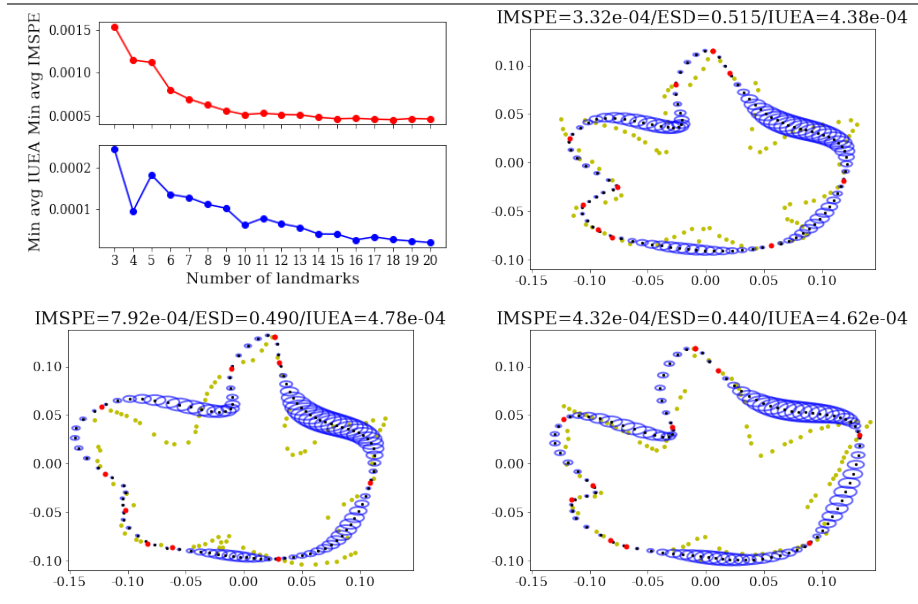 IMSPE=3.32e-04/ESD=0.515/IUEA=4.38e-04
Min avg IMSPE
0.0015
0.0010
0.0005
Min avg IUEA
0.0002
0.0001
3 4 5 6 7 8 9 10 11 12 13 14 15 16 17 18 19 20
Number of landmarks
0.10
0.05
0.00
-0.05
-0.10
-0.15 -0.10 -0.05 0.00 0.05 0.10
IMSPE=7.92e-04/ESD=0.490/IUEA=4.78e-04
0.10
0.05
0.00
-0.05
-0.10
-0.15 -0.10 -0.05 0.00 0.05 0.10
IMSPE=4.32e-04/ESD=0.440/IUEA=4.62e-04
0.10
0.05
0.00
-0.05
-0.10
-0.15 -0.10 -0.05 0.00 0.05 0.10